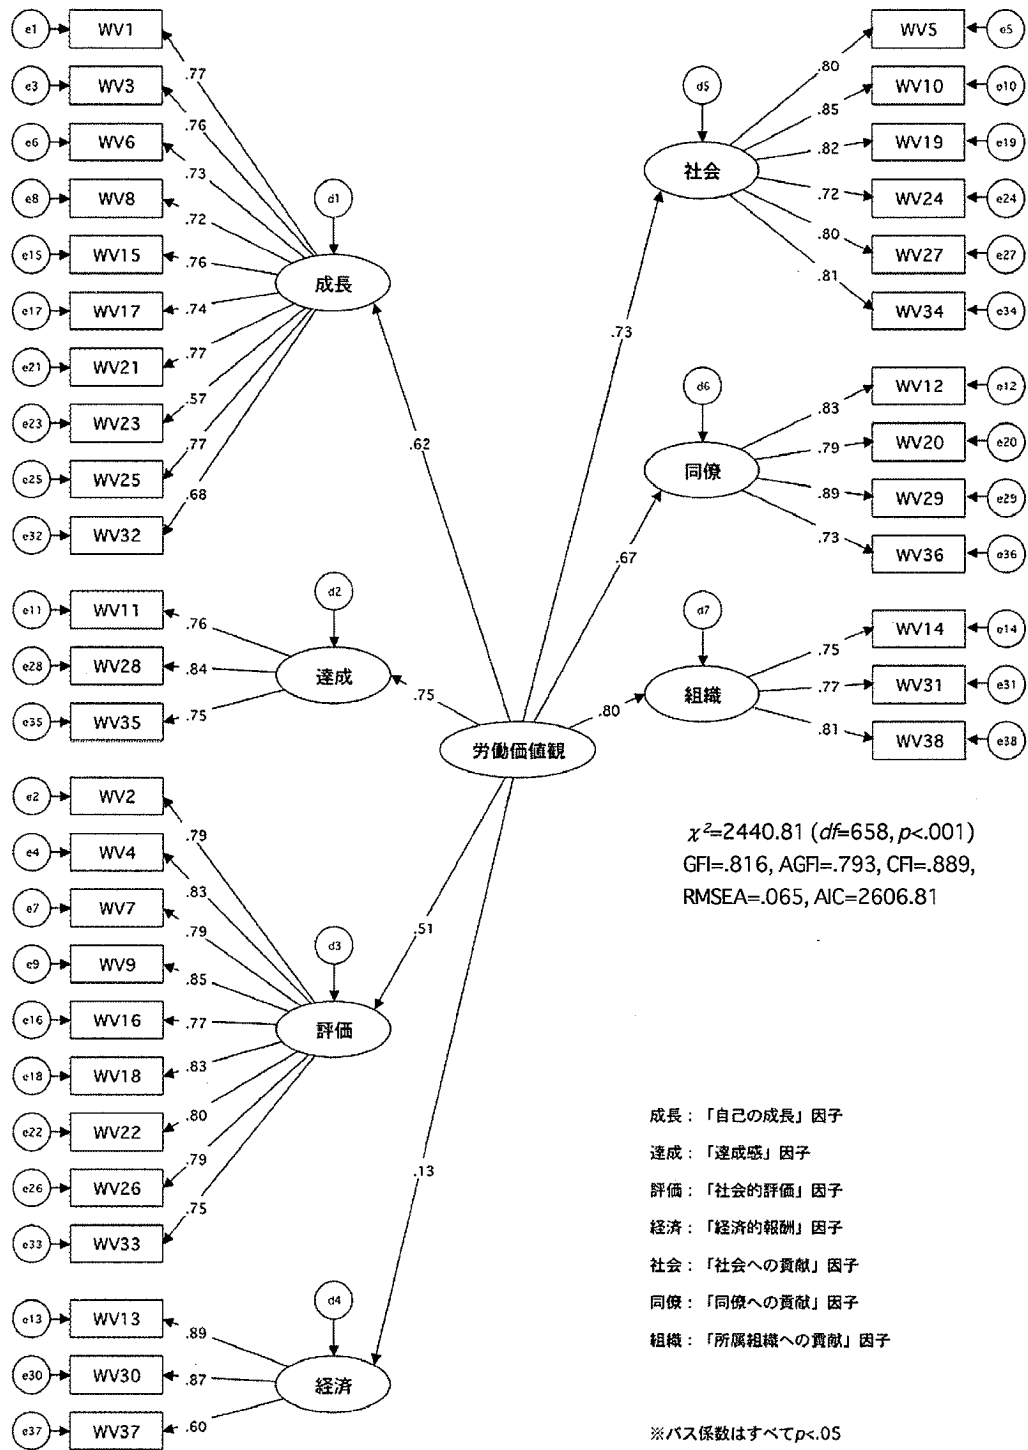 e1 WV1 .77
e3 WV3 .76
e6 WV6 .73
e8 WV8 .72
e15 WV15 .76
e17 WV17 .74
e21 WV21 .77
e23 WV23 .57
e25 WV25 .77
e32 WV32 .68
d1
成長
.62
e11 WV11 .76
e28 WV28 .84
e35 WV35 .75
d2
達成
.75
e2 WV2 .79
e4 WV4 .83
e7 WV7 .79
e9 WV9 .85
e16 WV16 .77
e18 WV18 .83
e22 WV22 .80
e26 WV26 .79
e33 WV33 .75
d3
評価
.51
e13 WV13 .89
e30 WV30 .87
e37 WV37 .60
d4
経済
.13
労働価値観
d5
社会
.73
.80 WV5 e5
.85 WV10 e10
.82 WV19 e19
.72 WV24 e24
.80 WV27 e27
.81 WV34 e34
d6
同僚
.67
.83 WV12 e12
.79 WV20 e20
.89 WV29 e29
.73 WV36 e36
d7
組織
.80
.75 WV14 e14
.77 WV31 e31
.81 WV38 e38
χ²=2440.81 (df=658, p<.001)
GFI=.816, AGFI=.793, CFI=.889,
RMSEA=.065, AIC=2606.81
成長：「自己の成長」因子
達成：「達成感」因子
評価：「社会的評価」因子
経済：「経済的報酬」因子
社会：「社会への貢献」因子
同僚：「同僚への貢献」因子
組織：「所属組織への貢献」因子
※パス係数はすべてp<.05